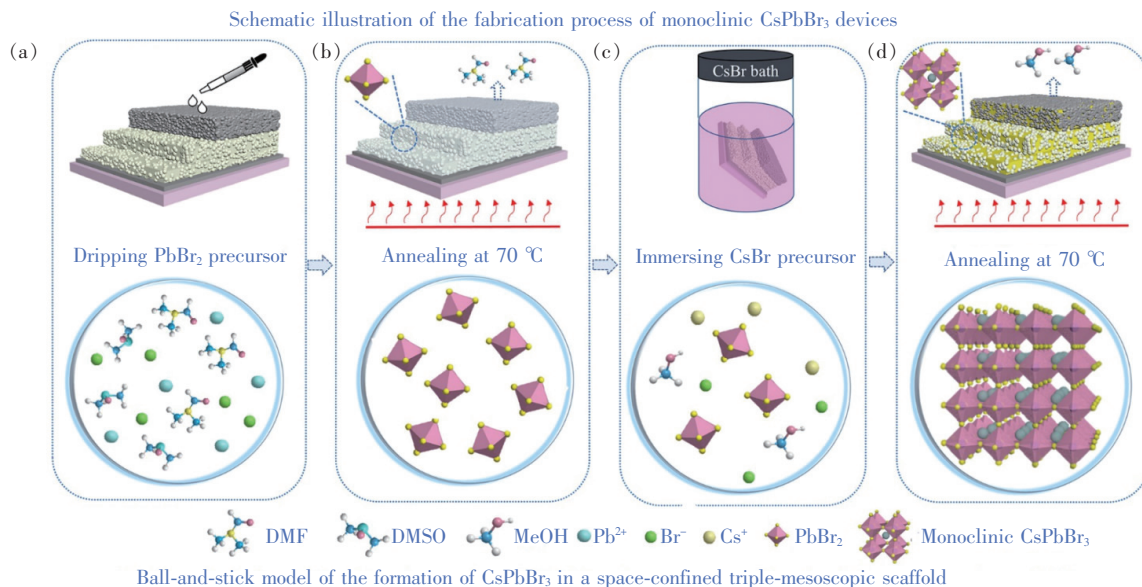 Schematic illustration of the fabrication process of monoclinic CsPbBr₃ devices
(a)
(b)
(c)
(d)
CsBr bath
Dripping PbBr₂ precursor
Annealing at 70 ℃
Immersing CsBr precursor
Annealing at 70 ℃
DMF DMSO MeOH Pb²⁺ Br⁻ Cs⁺ PbBr₂ Monoclinic CsPbBr₃
Ball-and-stick model of the formation of CsPbBr₃ in a space-confined triple-mesoscopic scaffold